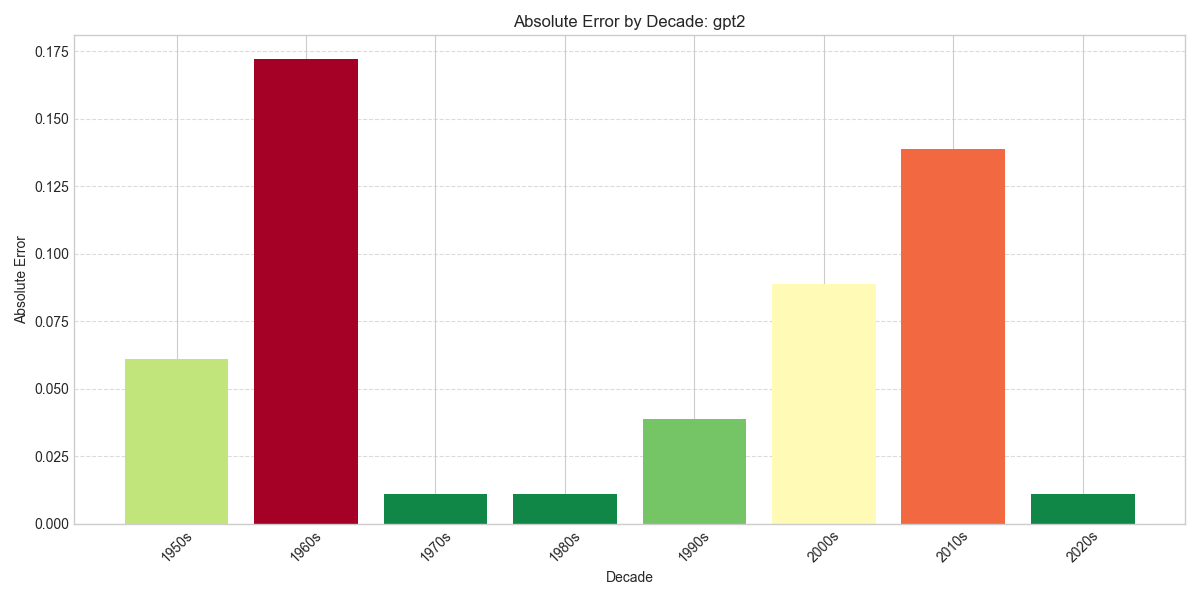 Absolute Error by Decade: gpt2
Absolute Error
0.175
0.150
0.125
0.100
0.075
0.050
0.025
0.000
1950s
1960s
1970s
1980s
1990s
2000s
2010s
2020s
Decade